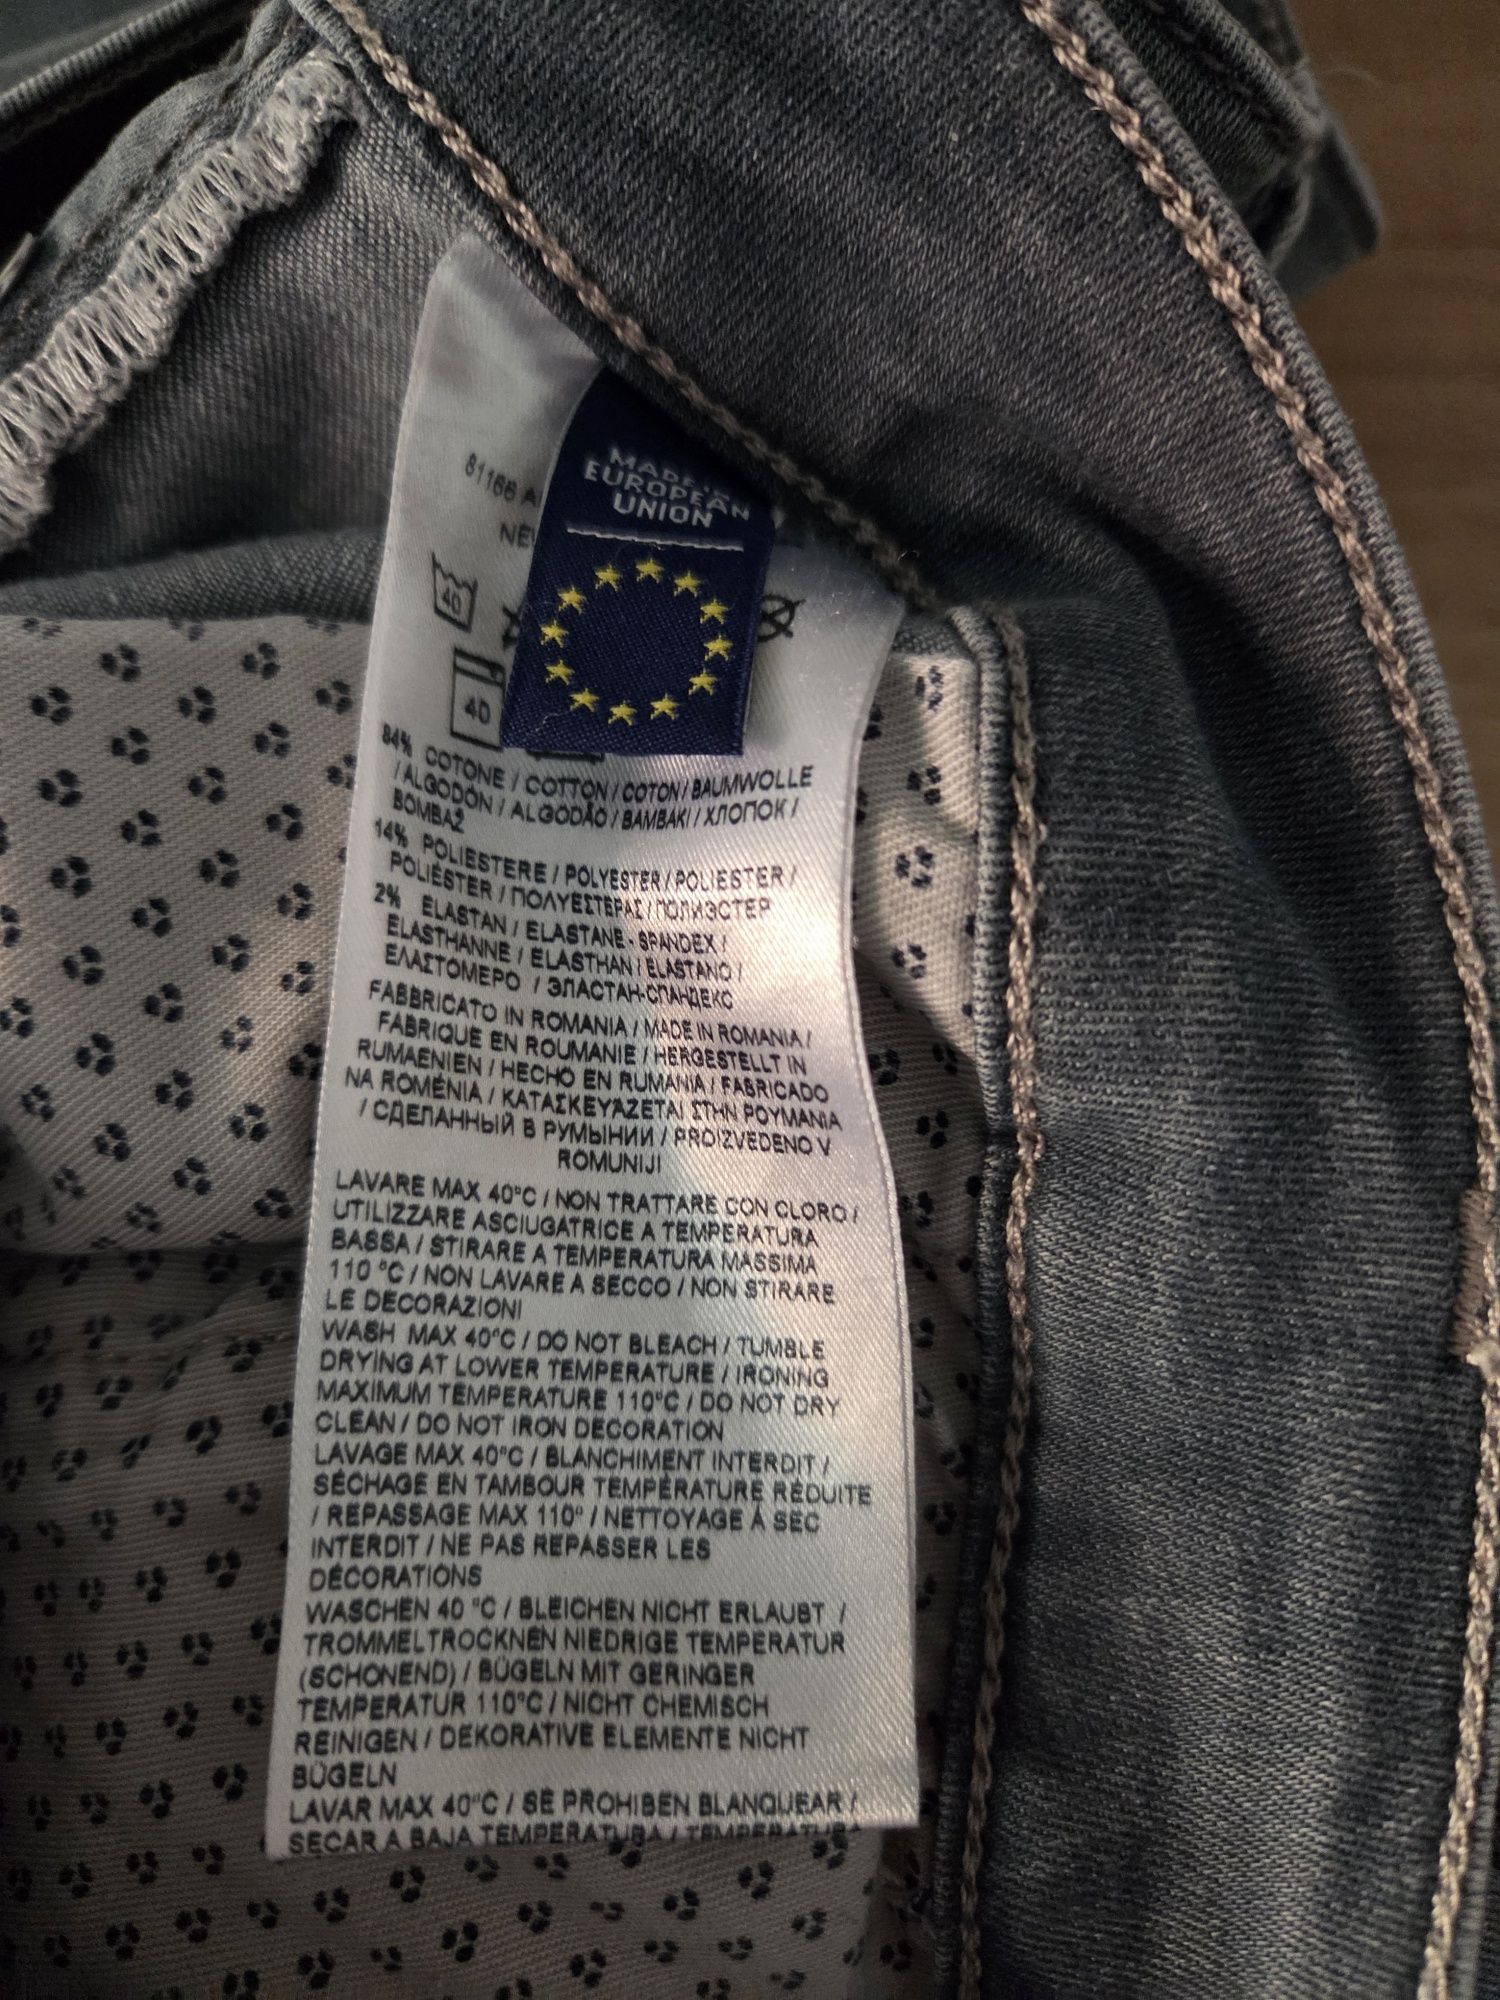 81166 A
MADE IN
EUROPEAN
UNION
40
40
84% COTONE / COTTON / COTON / BAUMWOLLE
/ ALGODÓN / ALGODÃO / BAMBAKI / ХЛОПОК /
BOMBAŽ
14% POLIESTERE / POLYESTER / POLIESTER /
POLIÉSTER / ΠΟΛΥΕΣΤΕΡΑΣ / ПОЛИЭСТЕР
2% ELASTAN / ELASTANE - SPANDEX /
ELASTHANNE / ELASTHAN / ELASTANO /
ΕΛΑΣΤΟΜΕΡΟ / ЭЛАСТАН-СПАНДЕКС
FABBRICATO IN ROMANIA / MADE IN ROMANIA /
FABRIQUE EN ROUMANIE / HERGESTELLT IN
RUMAENIEN / HECHO EN RUMANIA / FABRICADO
NA ROMÉNIA / ΚΑΤΑΣΚΕΥΑΖΕΤΑΙ ΣΤΗΝ ΡΟΥΜΑΝΙΑ
/ СДЕЛАННЫЙ В РУМЫНИИ / PROIZVEDENO V
ROMUNIJI
LAVARE MAX 40°C / NON TRATTARE CON CLORO /
UTILIZZARE ASCIUGATRICE A TEMPERATURA
BASSA / STIRARE A TEMPERATURA MASSIMA
110 °C / NON LAVARE A SECCO / NON STIRARE
LE DECORAZIONI
WASH MAX 40°C / DO NOT BLEACH / TUMBLE
DRYING AT LOWER TEMPERATURE / IRONING
MAXIMUM TEMPERATURE 110°C / DO NOT DRY
CLEAN / DO NOT IRON DECORATION
LAVAGE MAX 40°C / BLANCHIMENT INTERDIT /
SÉCHAGE EN TAMBOUR TEMPÉRATURE RÉDUITE
/ REPASSAGE MAX 110° / NETTOYAGE À SEC
INTERDIT / NE PAS REPASSER LES
DÉCORATIONS
WASCHEN 40 °C / BLEICHEN NICHT ERLAUBT /
TROMMELTROCKNEN NIEDRIGE TEMPERATUR
(SCHONEND) / BÜGELN MIT GERINGER
TEMPERATUR 110°C / NICHT CHEMISCH
REINIGEN / DEKORATIVE ELEMENTE NICHT
BÜGELN
LAVAR MAX 40°C / SE PROHIBEN BLANQUEAR /
SECAR A BAJA TEMPERATURA / TEMPERATURA